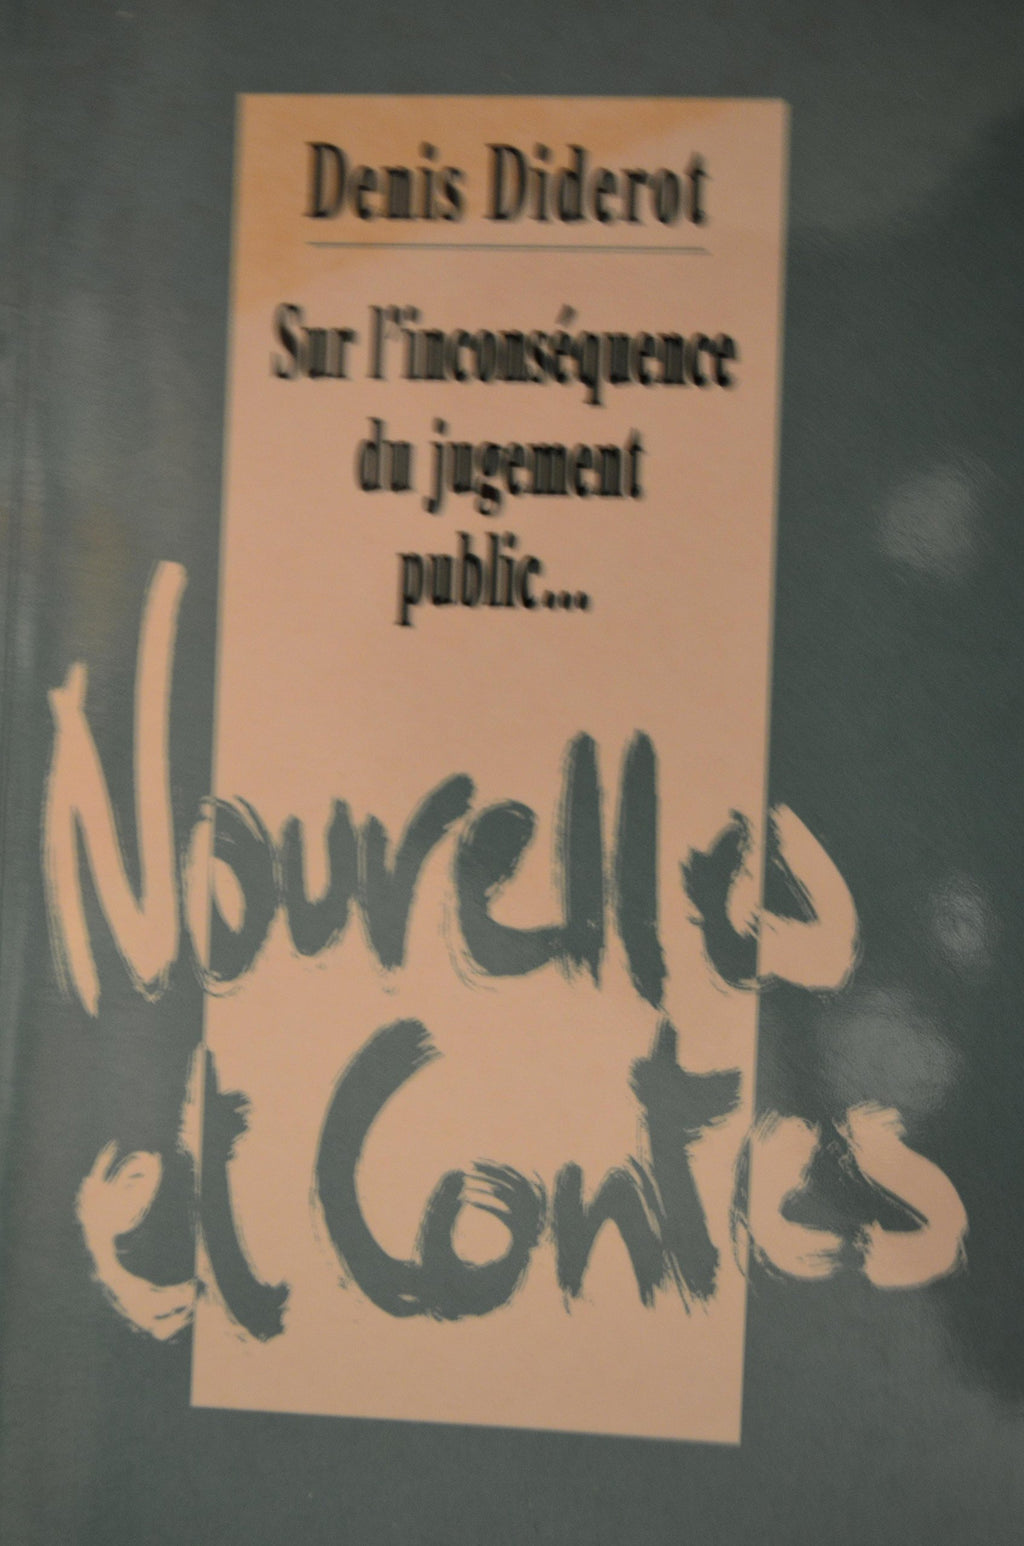 Denis Diderot
Sur l'inconséquence
du jugement
public...
Nouvelles
et Contes